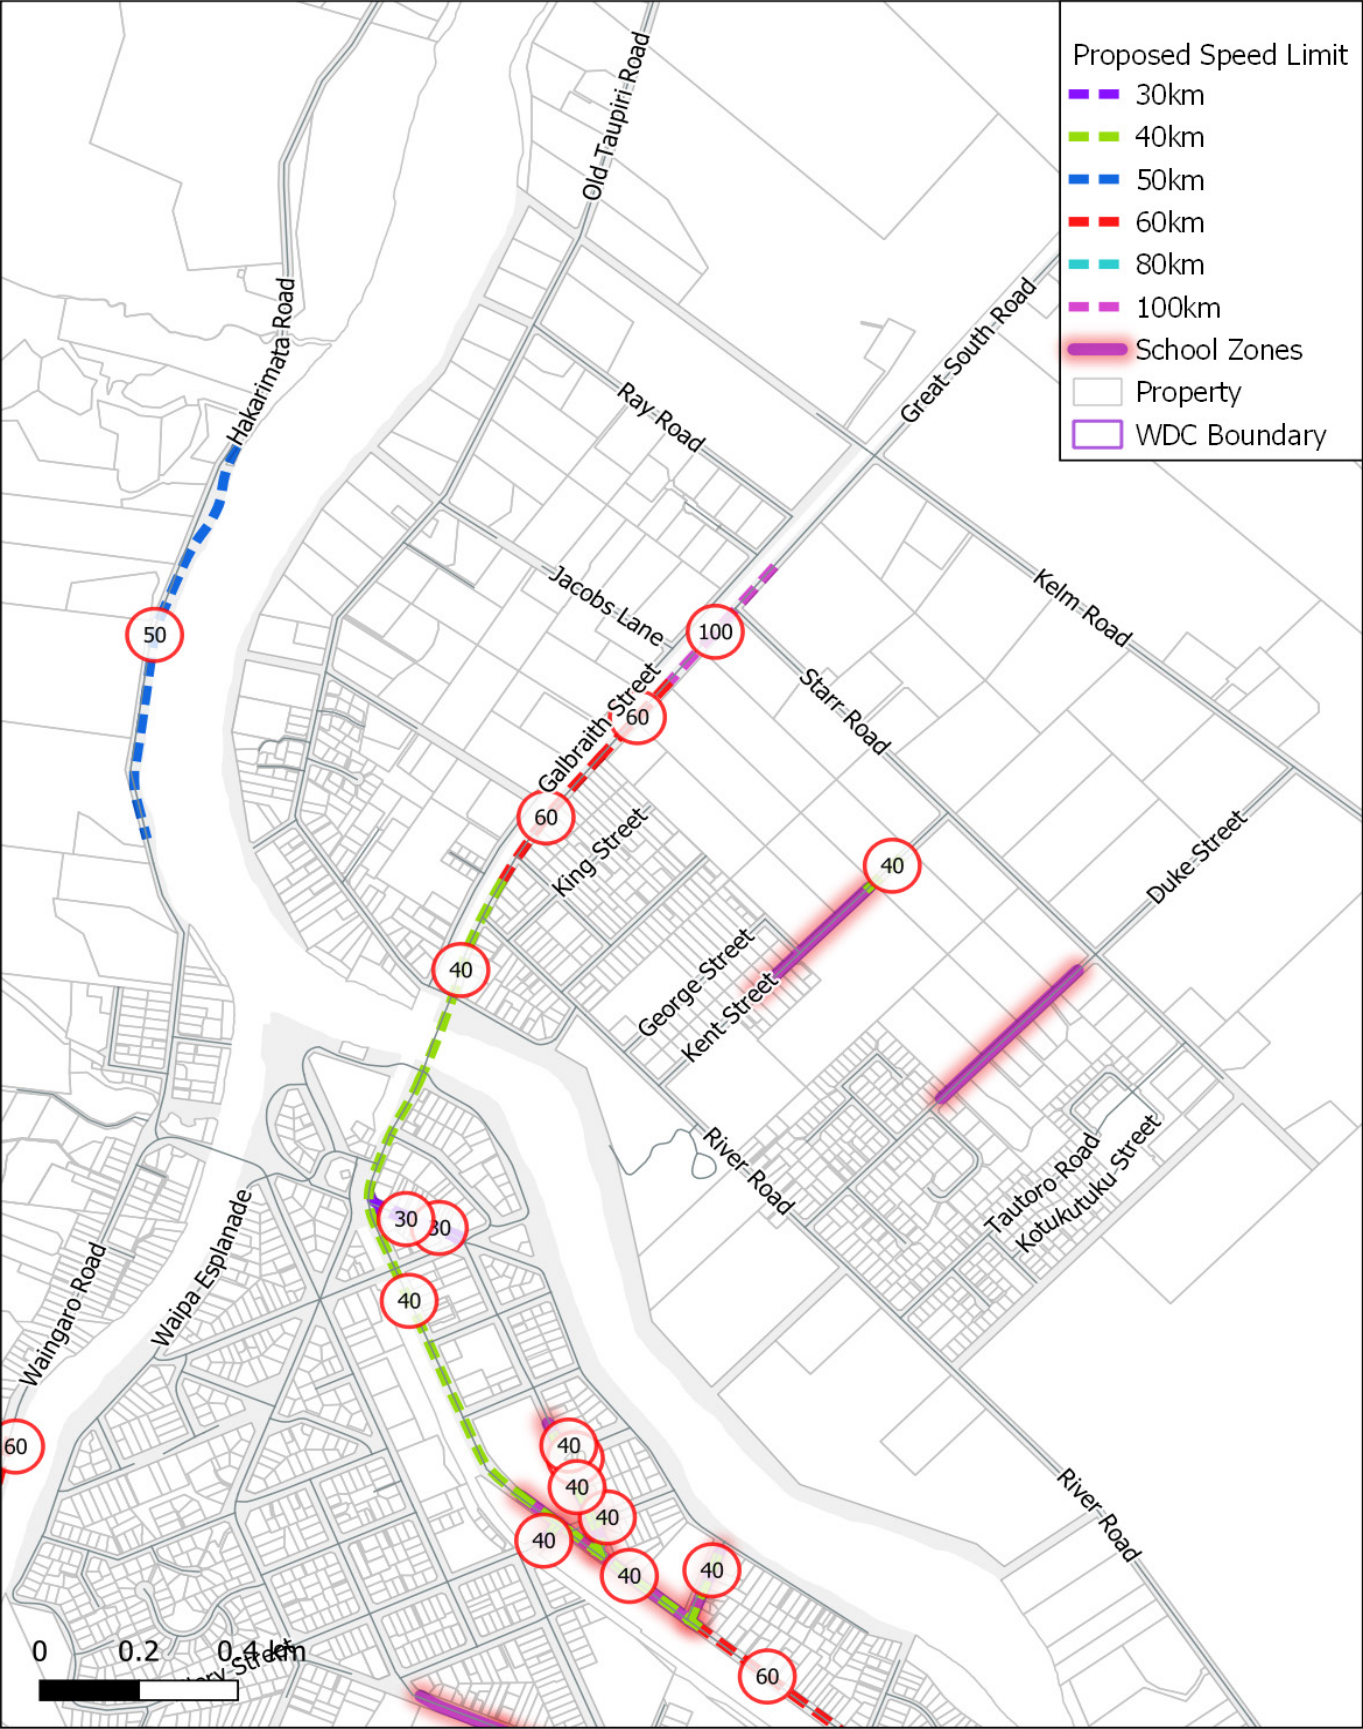 Proposed Speed Limit
30km
40km
50km
60km
80km
100km
School Zones
Property
WDC Boundary
Old Taupiri Road
Hakarimata Road
Great South Road
Ray Road
Jacobs Lane
Kelm Road
50
100
Starr Road
Galbraith Street
60
60
King Street
Duke Street
40
George Street
Kent Street
40
River Road
Tautoro Road
Kotukutuku Street
30
30
Waipa Esplanade
Waingaro Road
40
60
40
40
40
40
40
40
River Road
60
0 0.2 0.4 km
Street